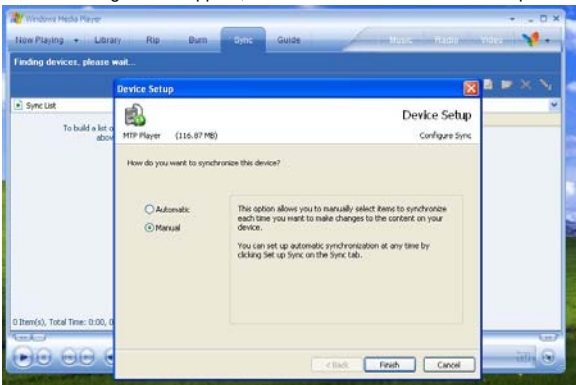 Windows Media Player
Now Playing Library Rip Burn Sync Guide Music Radio Video
Finding devices, please wait...
Device Setup
Sync List
Device Setup
To build a list o
MTP Player (116.87 MB) Configure Sync
abov
How do you want to synchronize this device?
Automatic
Manual
This option allows you to manually select items to synchronize
each time you want to make changes to the content on your
device.
You can set up automatic synchronization at any time by
clicking Set up Sync on the Sync tab.
0 Item(s), Total Time: 0:00, 0
< Back Finish Cancel